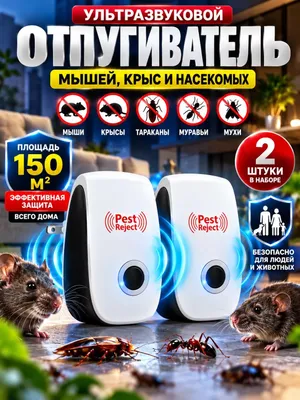 УЛЬТРАЗВУКОВОЙ
ОТПУГИВАТЕЛЬ
МЫШЕЙ, КРЫС И НАСЕКОМЫХ
МЫШИ
КРЫСЫ
ТАРАКАНЫ
МУРАВЬИ
МУХИ
ПЛОЩАДЬ
150
М²
ЭФФЕКТИВНАЯ
ЗАЩИТА
ВСЕГО ДОМА
2
ШТУКИ
В НАБОРЕ
Pest
Reject
Pest
Reject
БЕЗОПАСНО
ДЛЯ ЛЮДЕЙ
И ЖИВОТНЫХ